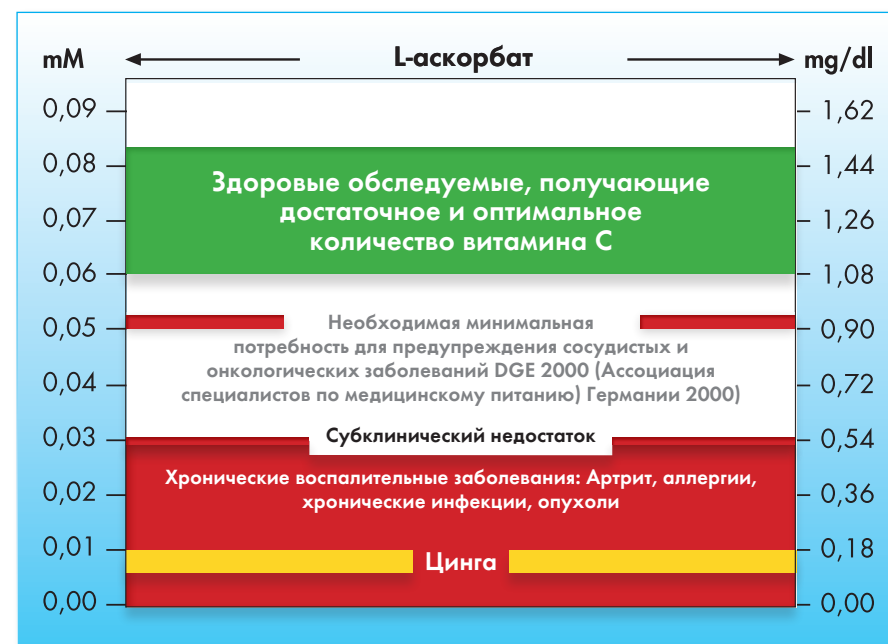 mM L-аскорбат mg/dl
0,09 1,62
0,08 1,44
Здоровые обследуемые, получающие
достаточное и оптимальное
количество витамина С
0,07 1,26
0,06 1,08
0,05 0,90
Необходимая минимальная
потребность для предупреждения сосудистых и
онкологических заболеваний DGE 2000 (Ассоциация
специалистов по медицинскому питанию) Германии 2000)
0,04 0,72
0,03 0,54
Субклинический недостаток
Хронические воспалительные заболевания: Артрит, аллергии,
хронические инфекции, опухоли
0,02 0,36
0,01 0,18
Цинга
0,00 0,00